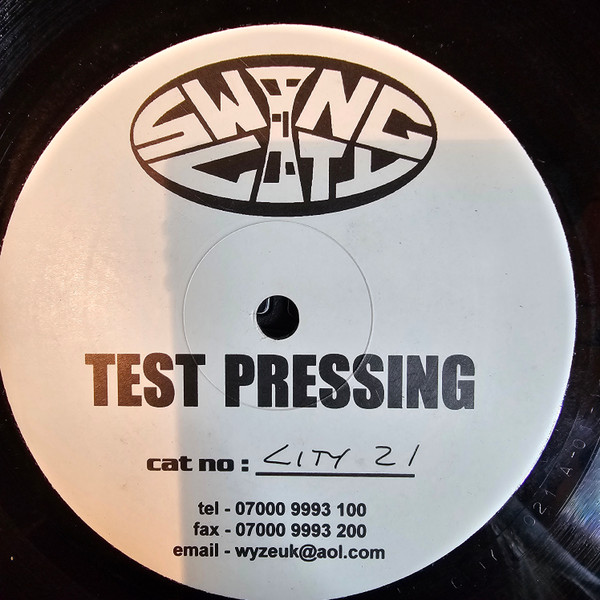 SWING
CITY
TEST PRESSING
cat no : CITY 21
tel - 07000 9993 100
fax - 07000 9993 200
email - wyzeuk@aol.com